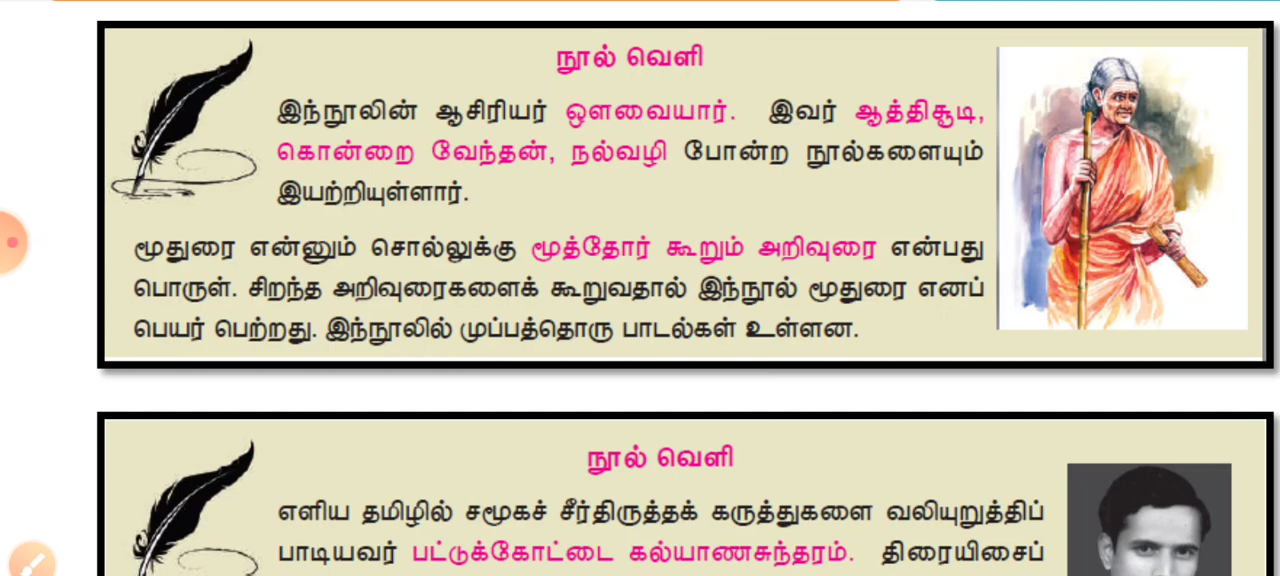 நூல் வெளி
இந்நூலின் ஆசிரியர் ஔவையார். இவர் ஆத்திசூடி,
கொன்றை வேந்தன், நல்வழி போன்ற நூல்களையும்
இயற்றியுள்ளார்.
மூதுரை என்னும் சொல்லுக்கு மூத்தோர் கூறும் அறிவுரை என்பது
பொருள். சிறந்த அறிவுரைகளைக் கூறுவதால் இந்நூல் மூதுரை எனப்
பெயர் பெற்றது. இந்நூலில் முப்பத்தொரு பாடல்கள் உள்ளன.
நூல் வெளி
எளிய தமிழில் சமூகச் சீர்திருத்தக் கருத்துகளை வலியுறுத்திப்
பாடியவர் பட்டுக்கோட்டை கல்யாணசுந்தரம். திரையிசைப்